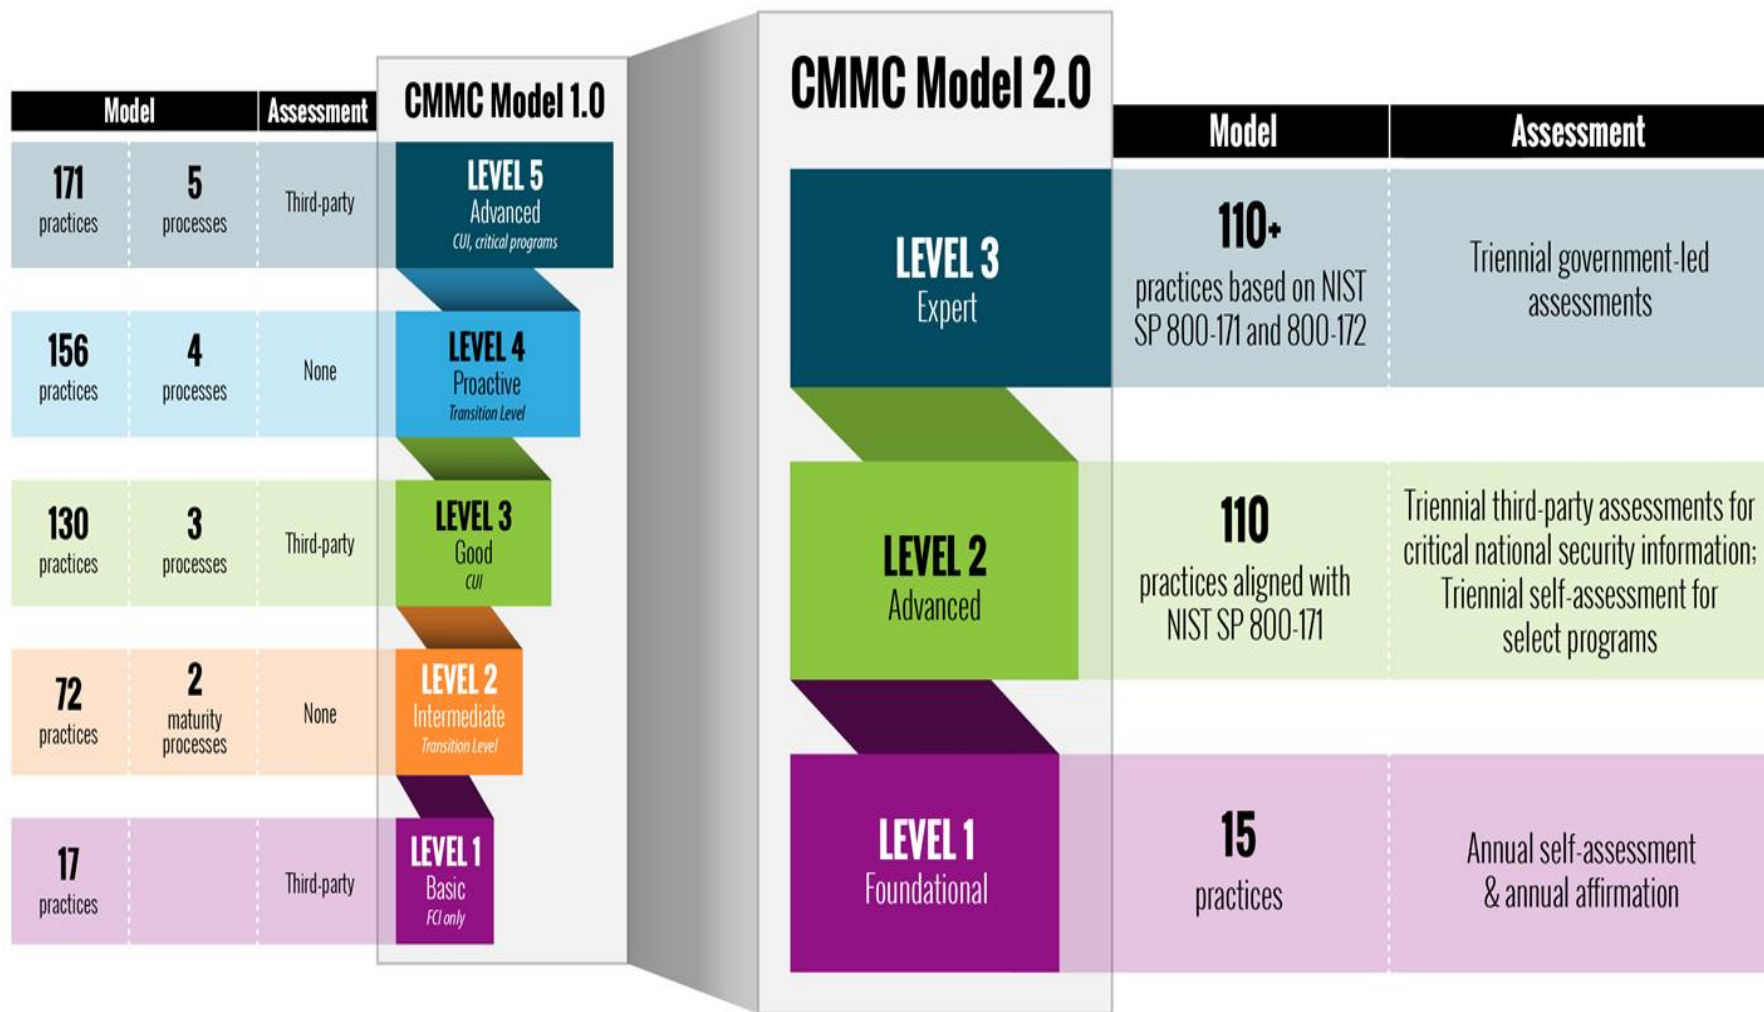 Model
Assessment
CMMC Model 1.0
171
practices
5
processes
Third-party
LEVEL 5
Advanced
CUI, critical programs
156
practices
4
processes
None
LEVEL 4
Proactive
Transition Level
130
practices
3
processes
Third-party
LEVEL 3
Good
CUI
72
practices
2
maturity
processes
None
LEVEL 2
Intermediate
Transition Level
17
practices
Third-party
LEVEL 1
Basic
FCI only
CMMC Model 2.0
Model
Assessment
LEVEL 3
Expert
110+
practices based on NIST
SP 800-171 and 800-172
Triennial government-led
assessments
LEVEL 2
Advanced
110
practices aligned with
NIST SP 800-171
Triennial third-party assessments for
critical national security information;
Triennial self-assessment for
select programs
LEVEL 1
Foundational
15
practices
Annual self-assessment
& annual affirmation